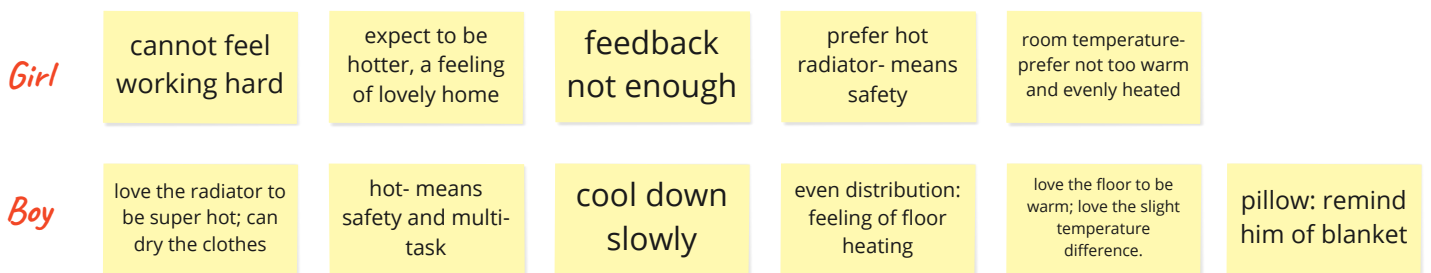 Girl
cannot feel
working hard
expect to be
hotter, a feeling
of lovely home
feedback
not enough
prefer hot
radiator- means
safety
room temperature-
prefer not too warm
and evenly heated
Boy
love the radiator to
be super hot; can
dry the clothes
hot- means
safety and multi-
task
cool down
slowly
even distribution:
feeling of floor
heating
love the floor to be
warm; love the slight
temperature
difference.
pillow: remind
him of blanket